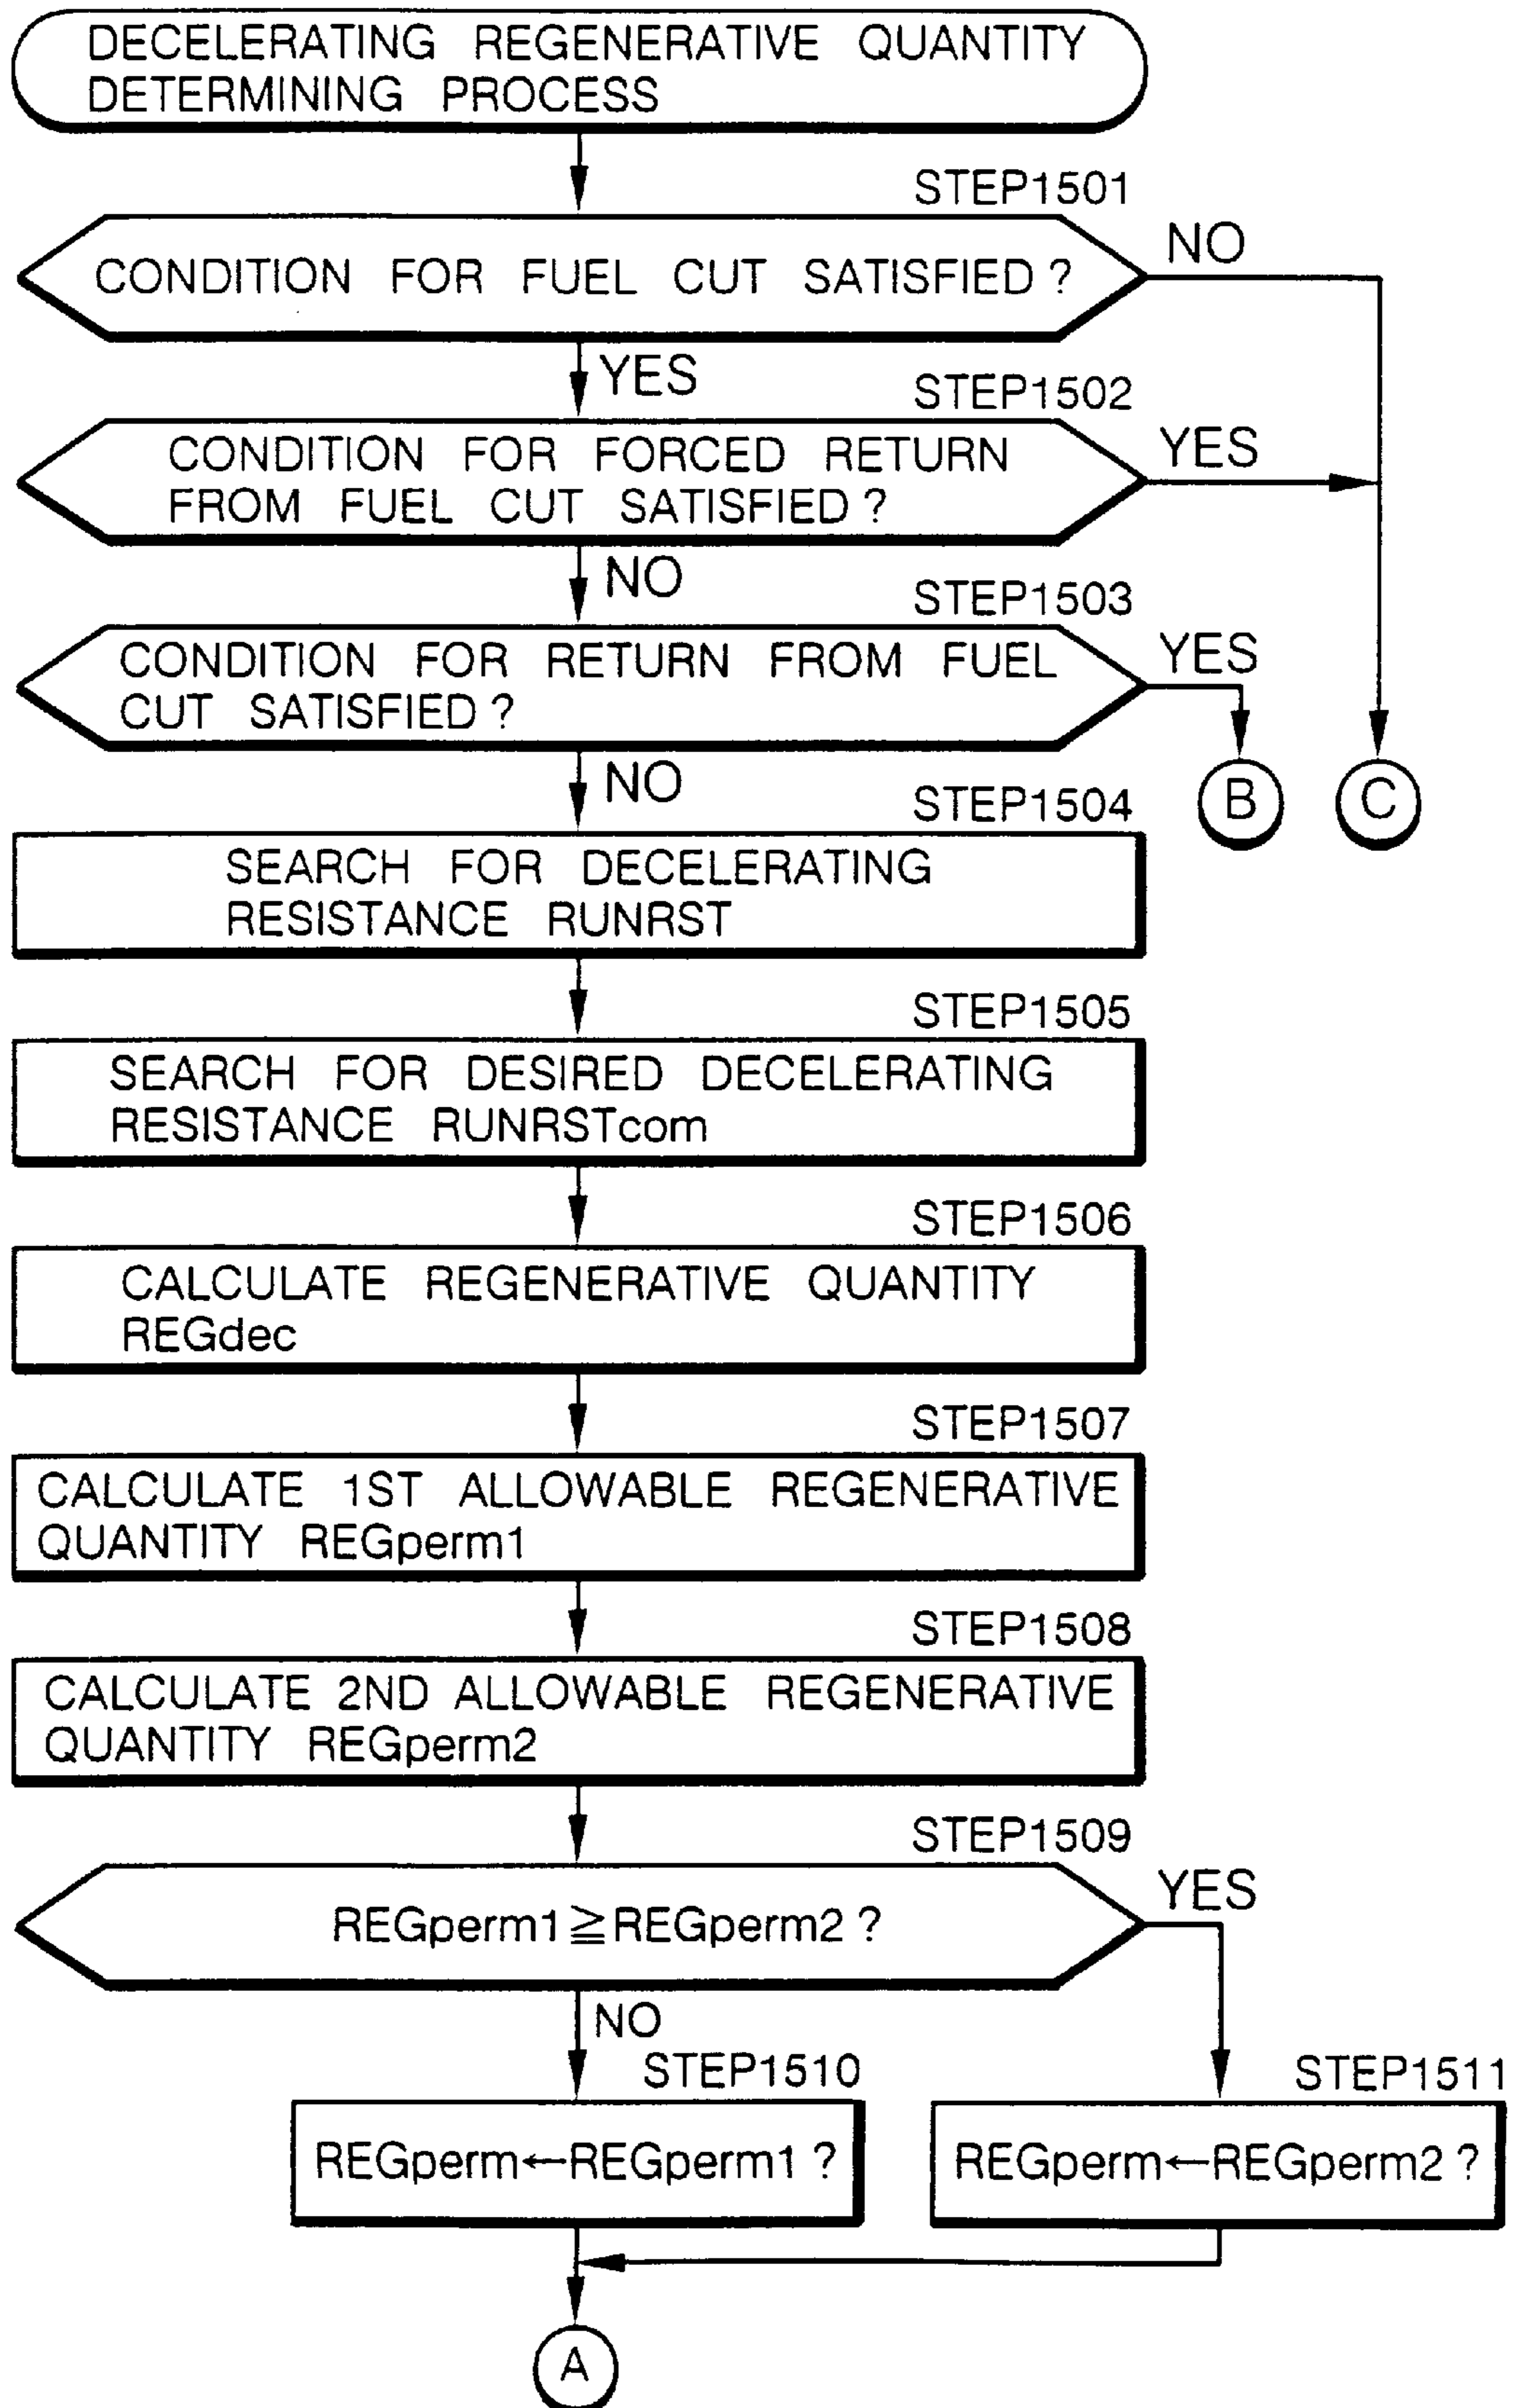 DECELERATING REGENERATIVE QUANTITY
DETERMINING PROCESS
STEP1501
CONDITION FOR FUEL CUT SATISFIED?
NO
YES
STEP1502
CONDITION FOR FORCED RETURN
FROM FUEL CUT SATISFIED?
YES
NO
STEP1503
CONDITION FOR RETURN FROM FUEL
CUT SATISFIED?
YES
B
C
NO
STEP1504
SEARCH FOR DECELERATING
RESISTANCE RUNRST
STEP1505
SEARCH FOR DESIRED DECELERATING
RESISTANCE RUNRSTcom
STEP1506
CALCULATE REGENERATIVE QUANTITY
REGdec
STEP1507
CALCULATE 1ST ALLOWABLE REGENERATIVE
QUANTITY REGperm1
STEP1508
CALCULATE 2ND ALLOWABLE REGENERATIVE
QUANTITY REGperm2
STEP1509
REGperm1≧REGperm2?
YES
NO
STEP1510
REGperm←REGperm1?
STEP1511
REGperm←REGperm2?
A